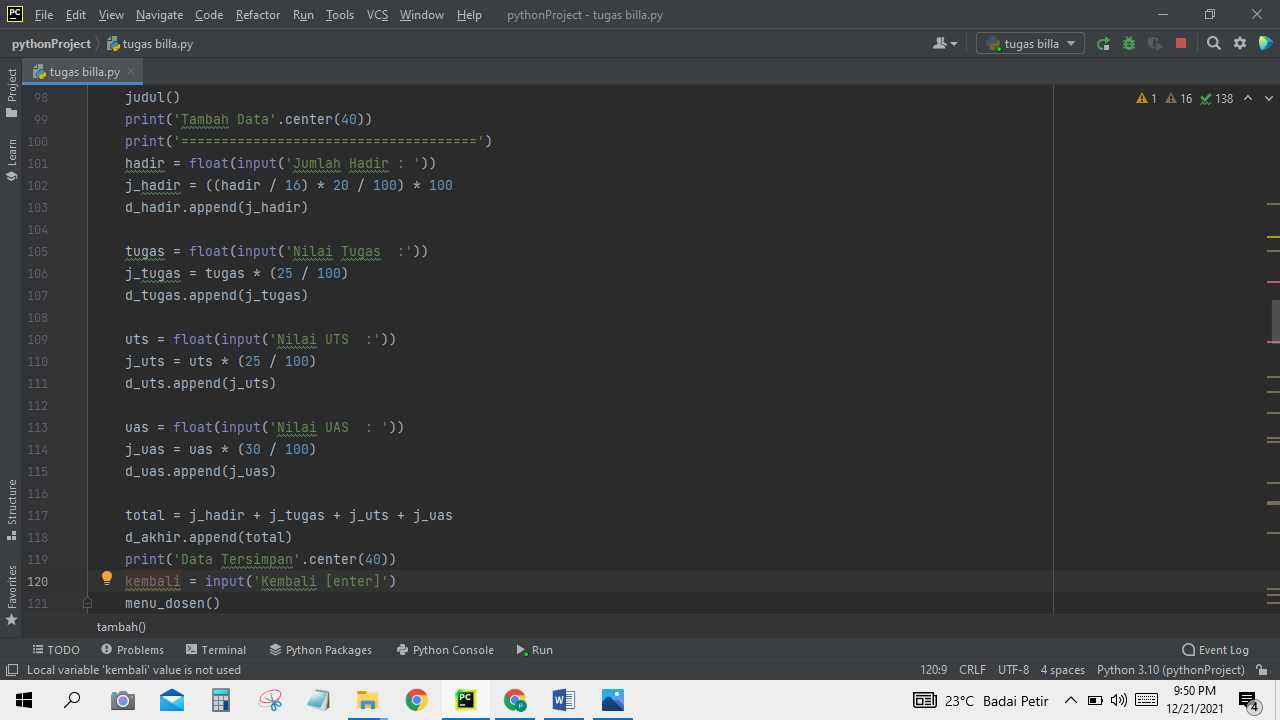 PC File Edit View Navigate Code Refactor Run Tools VCS Window Help pythonProject - tugas billa.py
pythonProject tugas billa.py tugas billa
tugas billa.py
Project
Learn
Structure
Favorites
1 16 138
98 judul()
99 print('Tambah Data'.center(40))
100 print('=====================================')
101 hadir = float(input('Jumlah Hadir : '))
102 j_hadir = ((hadir / 16) * 20 / 100) * 100
103 d_hadir.append(j_hadir)
104
105 tugas = float(input('Nilai Tugas  :'))
106 j_tugas = tugas * (25 / 100)
107 d_tugas.append(j_tugas)
108
109 uts = float(input('Nilai UTS  :'))
110 j_uts = uts * (25 / 100)
111 d_uts.append(j_uts)
112
113 uas = float(input('Nilai UAS  : '))
114 j_uas = uas * (30 / 100)
115 d_uas.append(j_uas)
116
117 total = j_hadir + j_tugas + j_uts + j_uas
118 d_akhir.append(total)
119 print('Data Tersimpan'.center(40))
120 kembali = input('Kembali [enter]')
121 menu_dosen()
tambah()
TODO Problems Terminal Python Packages Python Console Run Event Log
Local variable 'kembali' value is not used 120:9 CRLF UTF-8 4 spaces Python 3.10 (pythonProject)
PC P W 23°C Badai Petir 9:50 PM
12/21/2021 4